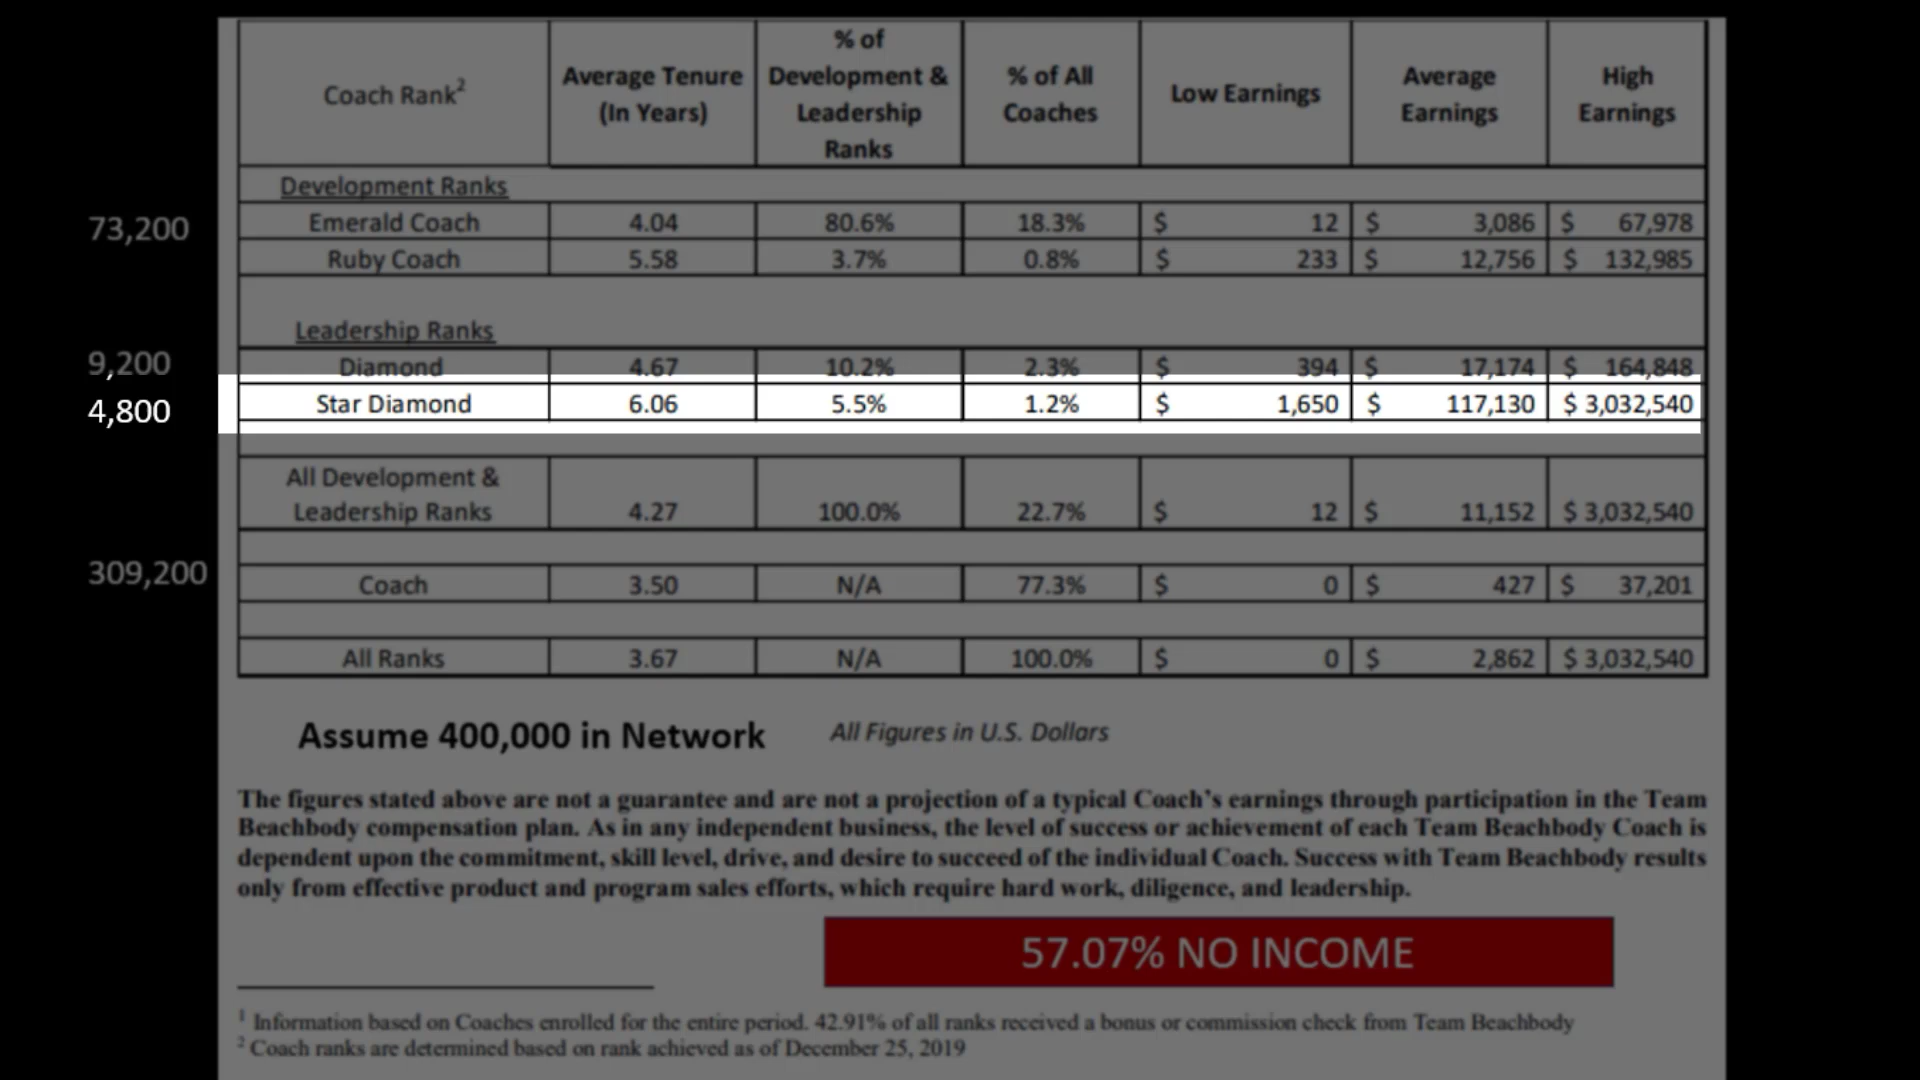 Coach Rank2 Average Tenure (In Years) % of Development & Leadership Ranks % of All Coaches Low Earnings Average Earnings High Earnings
Development Ranks
73,200 Emerald Coach 4.04 80.6% 18.3% $ 12 $ 3,086 $ 67,978
Ruby Coach 5.58 3.7% 0.8% $ 233 $ 12,756 $ 132,985
Leadership Ranks
9,200 Diamond 4.67 10.2% 2.3% $ 394 $ 17,174 $ 164,848
4,800 Star Diamond 6.06 5.5% 1.2% $ 1,650 $ 117,130 $ 3,032,540
All Development &
Leadership Ranks 4.27 100.0% 22.7% $ 12 $ 11,152 $ 3,032,540
309,200 Coach 3.50 N/A 77.3% $ 0 $ 427 $ 37,201
All Ranks 3.67 N/A 100.0% $ 0 $ 2,862 $ 3,032,540
Assume 400,000 in Network All Figures in U.S. Dollars
The figures stated above are not a guarantee and are not a projection of a typical Coach's earnings through participation in the Team
Beachbody compensation plan. As in any independent business, the level of success or achievement of each Team Beachbody Coach is
dependent upon the commitment, skill level, drive, and desire to succeed of the individual Coach. Success with Team Beachbody results
only from effective product and program sales efforts, which require hard work, diligence, and leadership.
57.07% NO INCOME
1 Information based on Coaches enrolled for the entire period. 42.91% of all ranks received a bonus or commission check from Team Beachbody
2 Coach ranks are determined based on rank achieved as of December 25, 2019